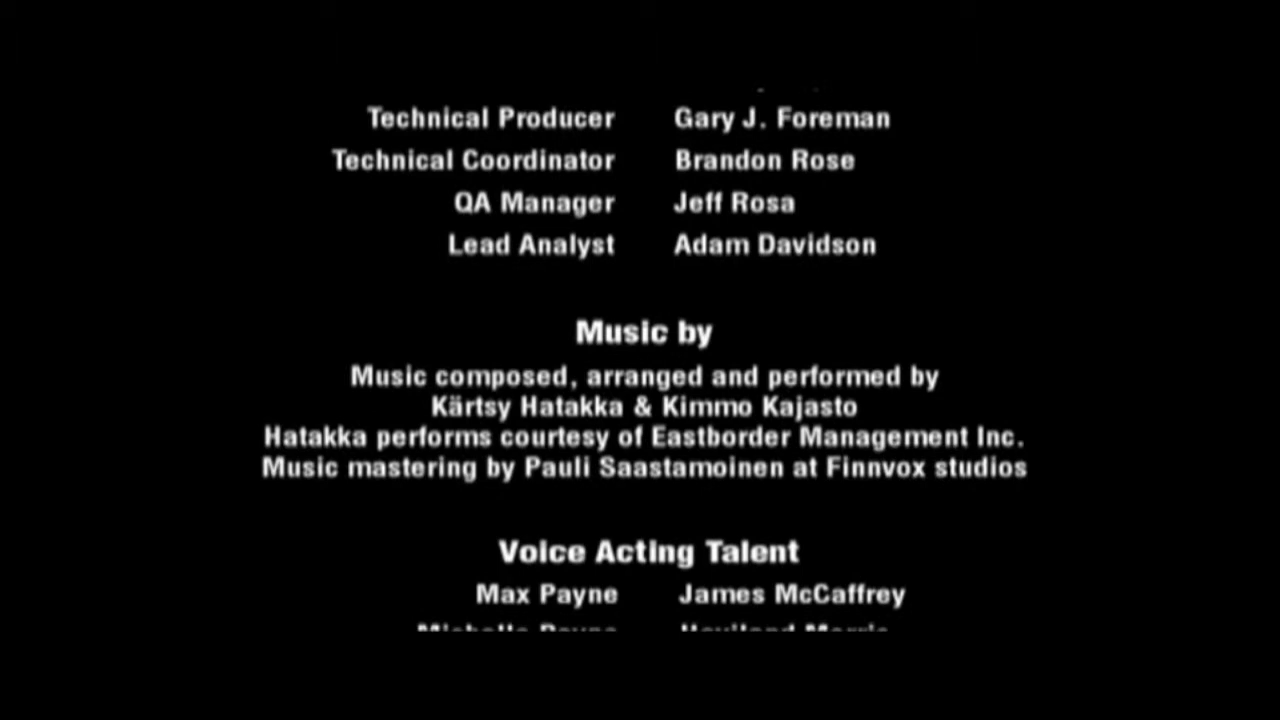 Technical Producer Gary J. Foreman
Technical Coordinator Brandon Rose
QA Manager Jeff Rosa
Lead Analyst Adam Davidson
Music by
Music composed, arranged and performed by
Kärtsy Hatakka & Kimmo Kajasto
Hatakka performs courtesy of Eastborder Management Inc.
Music mastering by Pauli Saastamoinen at Finnvox studios
Voice Acting Talent
Max Payne James McCaffrey